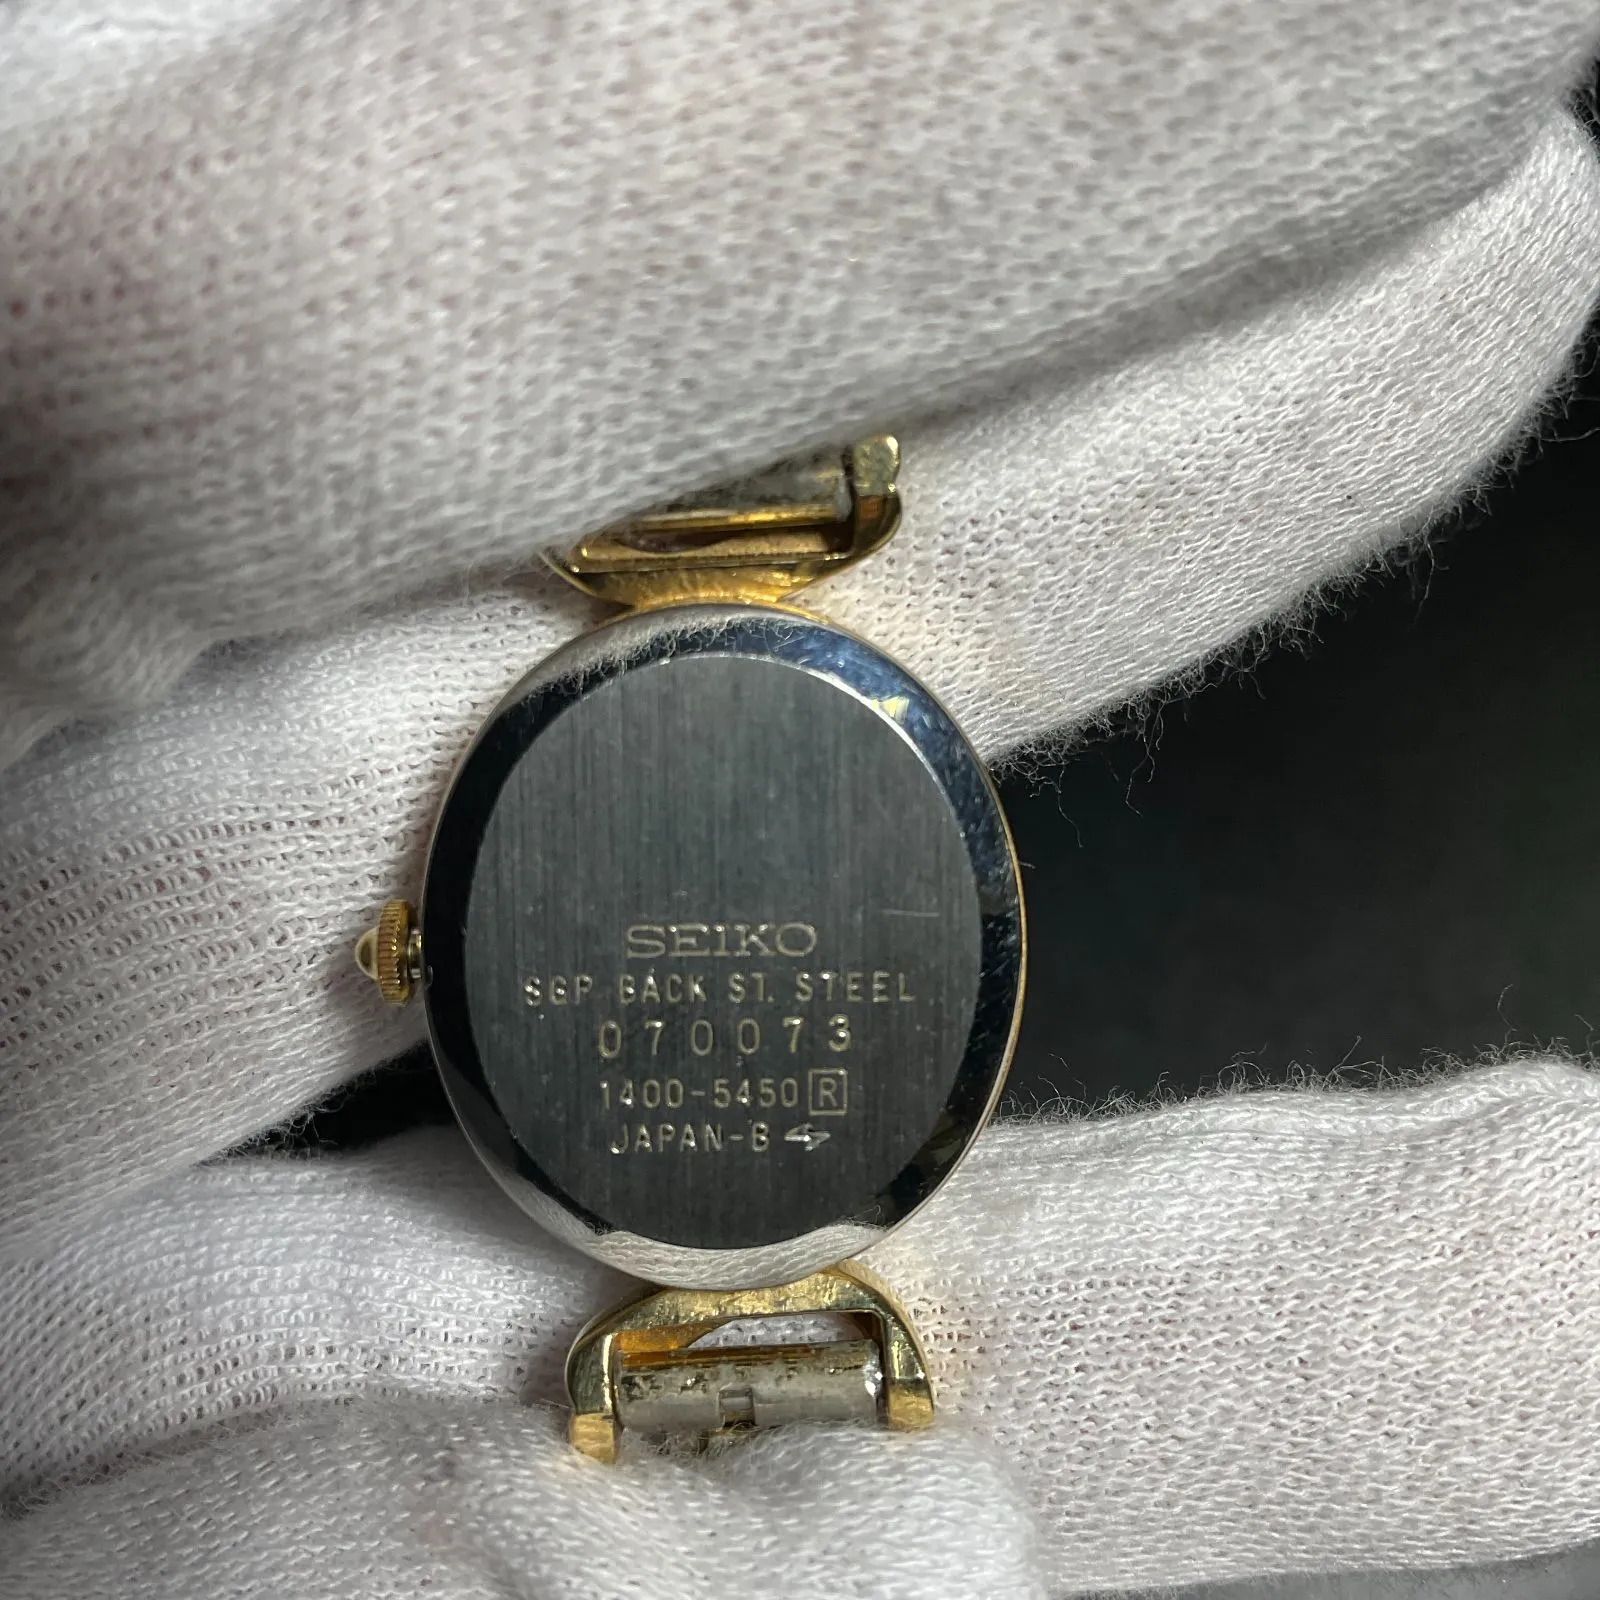 SEIKO
SGP BACK ST. STEEL
070073
1400-5450 R
JAPAN-B